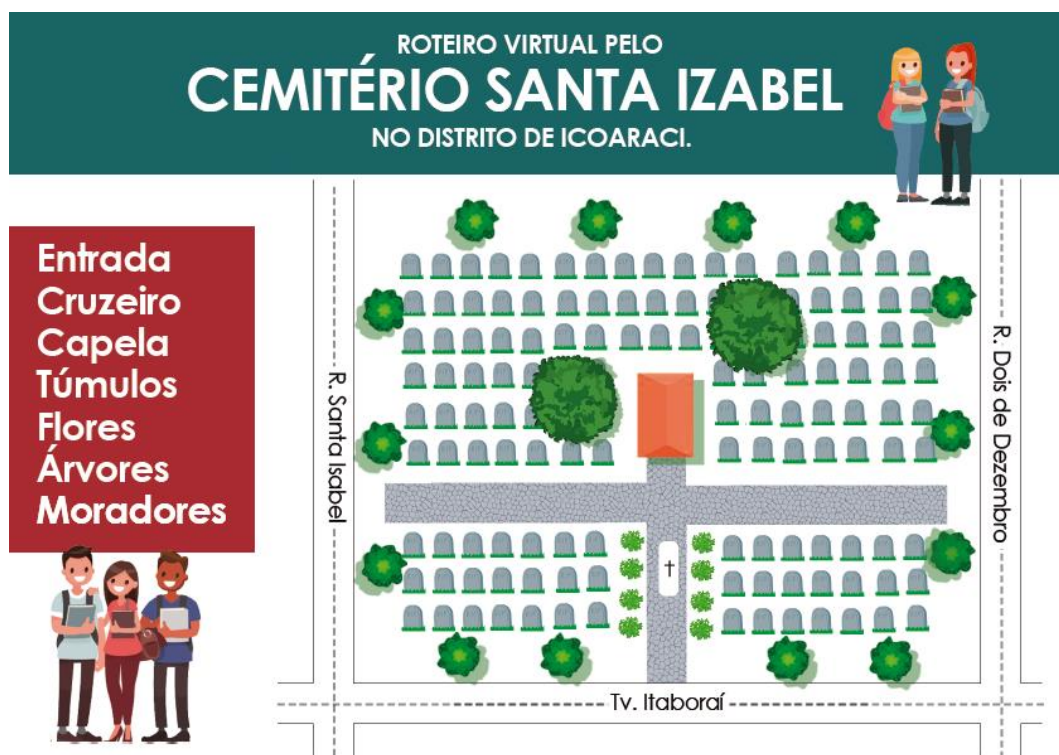 ROTEIRO VIRTUAL PELO
CEMITÉRIO SANTA IZABEL
NO DISTRITO DE ICOARACI.
Entrada
Cruzeiro
Capela
Túmulos
Flores
Árvores
Moradores
R. Santa Isabel
R. Dois de Dezembro
Tv. Itaboraí